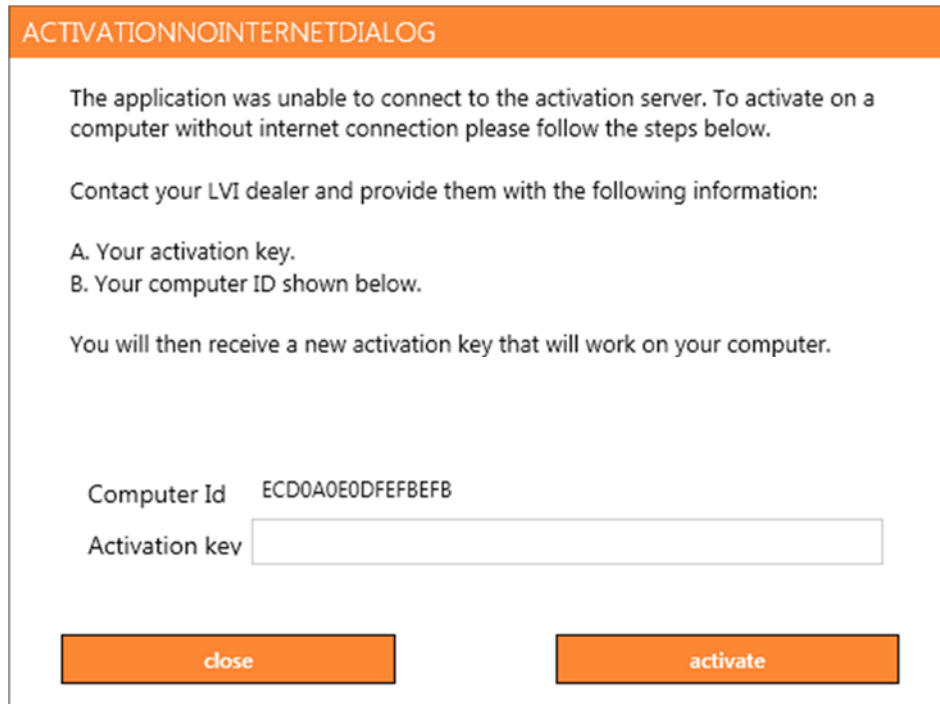 ACTIVATIONNOINTERNETDIALOG
The application was unable to connect to the activation server. To activate on a
computer without internet connection please follow the steps below.
Contact your LVI dealer and provide them with the following information:
A. Your activation key.
B. Your computer ID shown below.
You will then receive a new activation key that will work on your computer.
Computer Id ECD0A0E0DFEFBEFB
Activation key
close activate